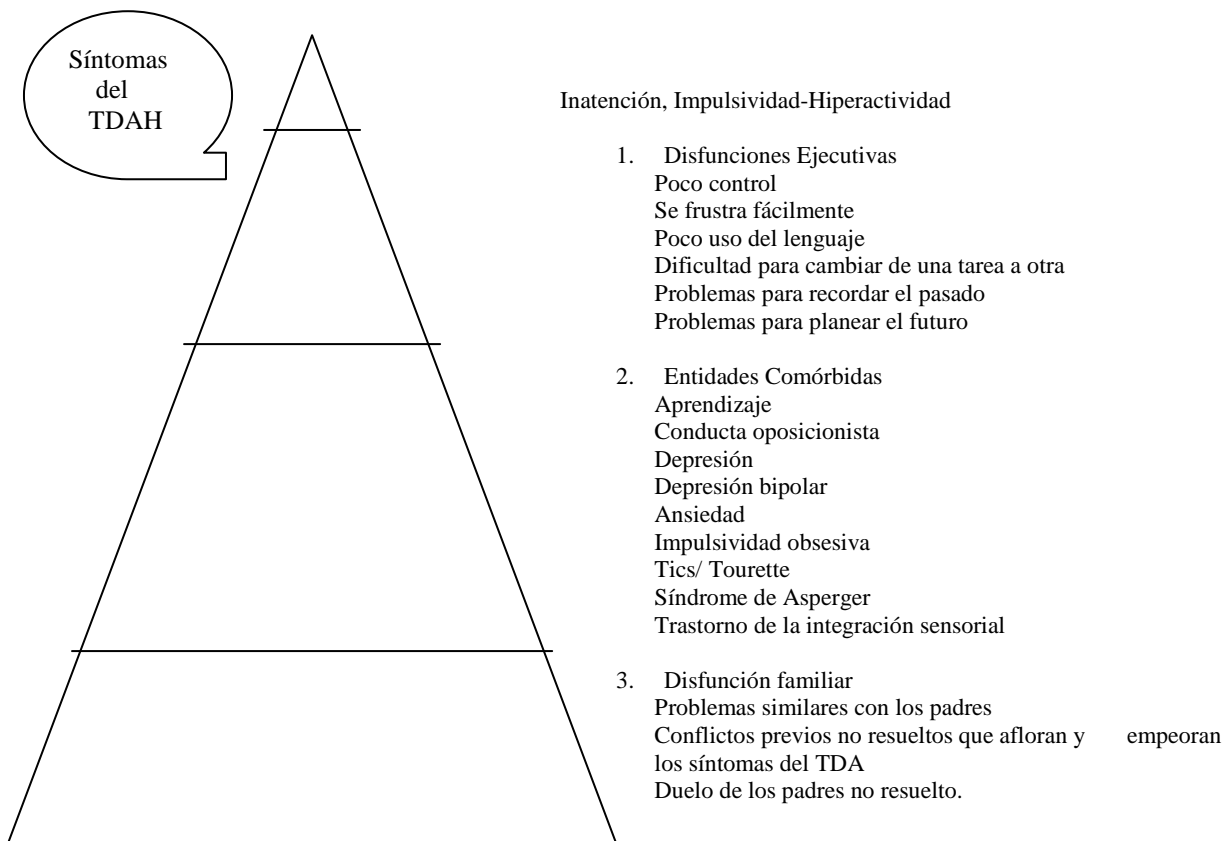 Síntomas
del
TDAH
Inatención, Impulsividad-Hiperactividad
1. Disfunciones Ejecutivas
Poco control
Se frustra fácilmente
Poco uso del lenguaje
Dificultad para cambiar de una tarea a otra
Problemas para recordar el pasado
Problemas para planear el futuro
2. Entidades Comórbidas
Aprendizaje
Conducta oposicionista
Depresión
Depresión bipolar
Ansiedad
Impulsividad obsesiva
Tics/ Tourette
Síndrome de Asperger
Trastorno de la integración sensorial
3. Disfunción familiar
Problemas similares con los padres
Conflictos previos no resueltos que afloran y empeoran
los síntomas del TDA
Duelo de los padres no resuelto.